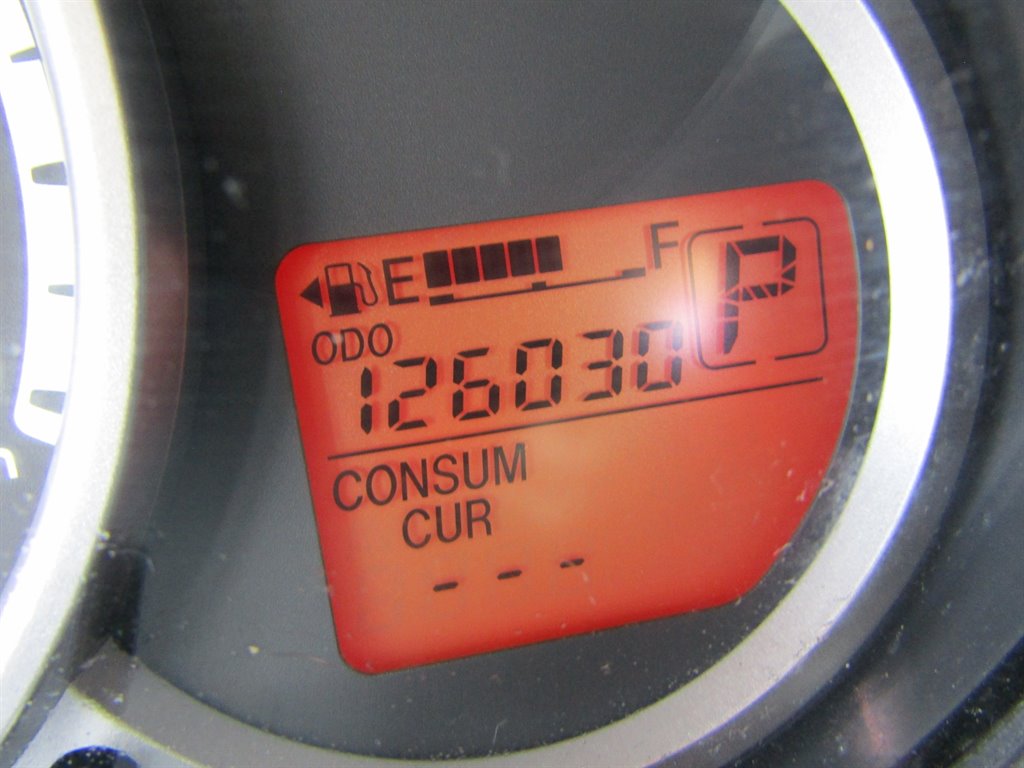 E F P
ODO
126030
CONSUM
CUR
- - -